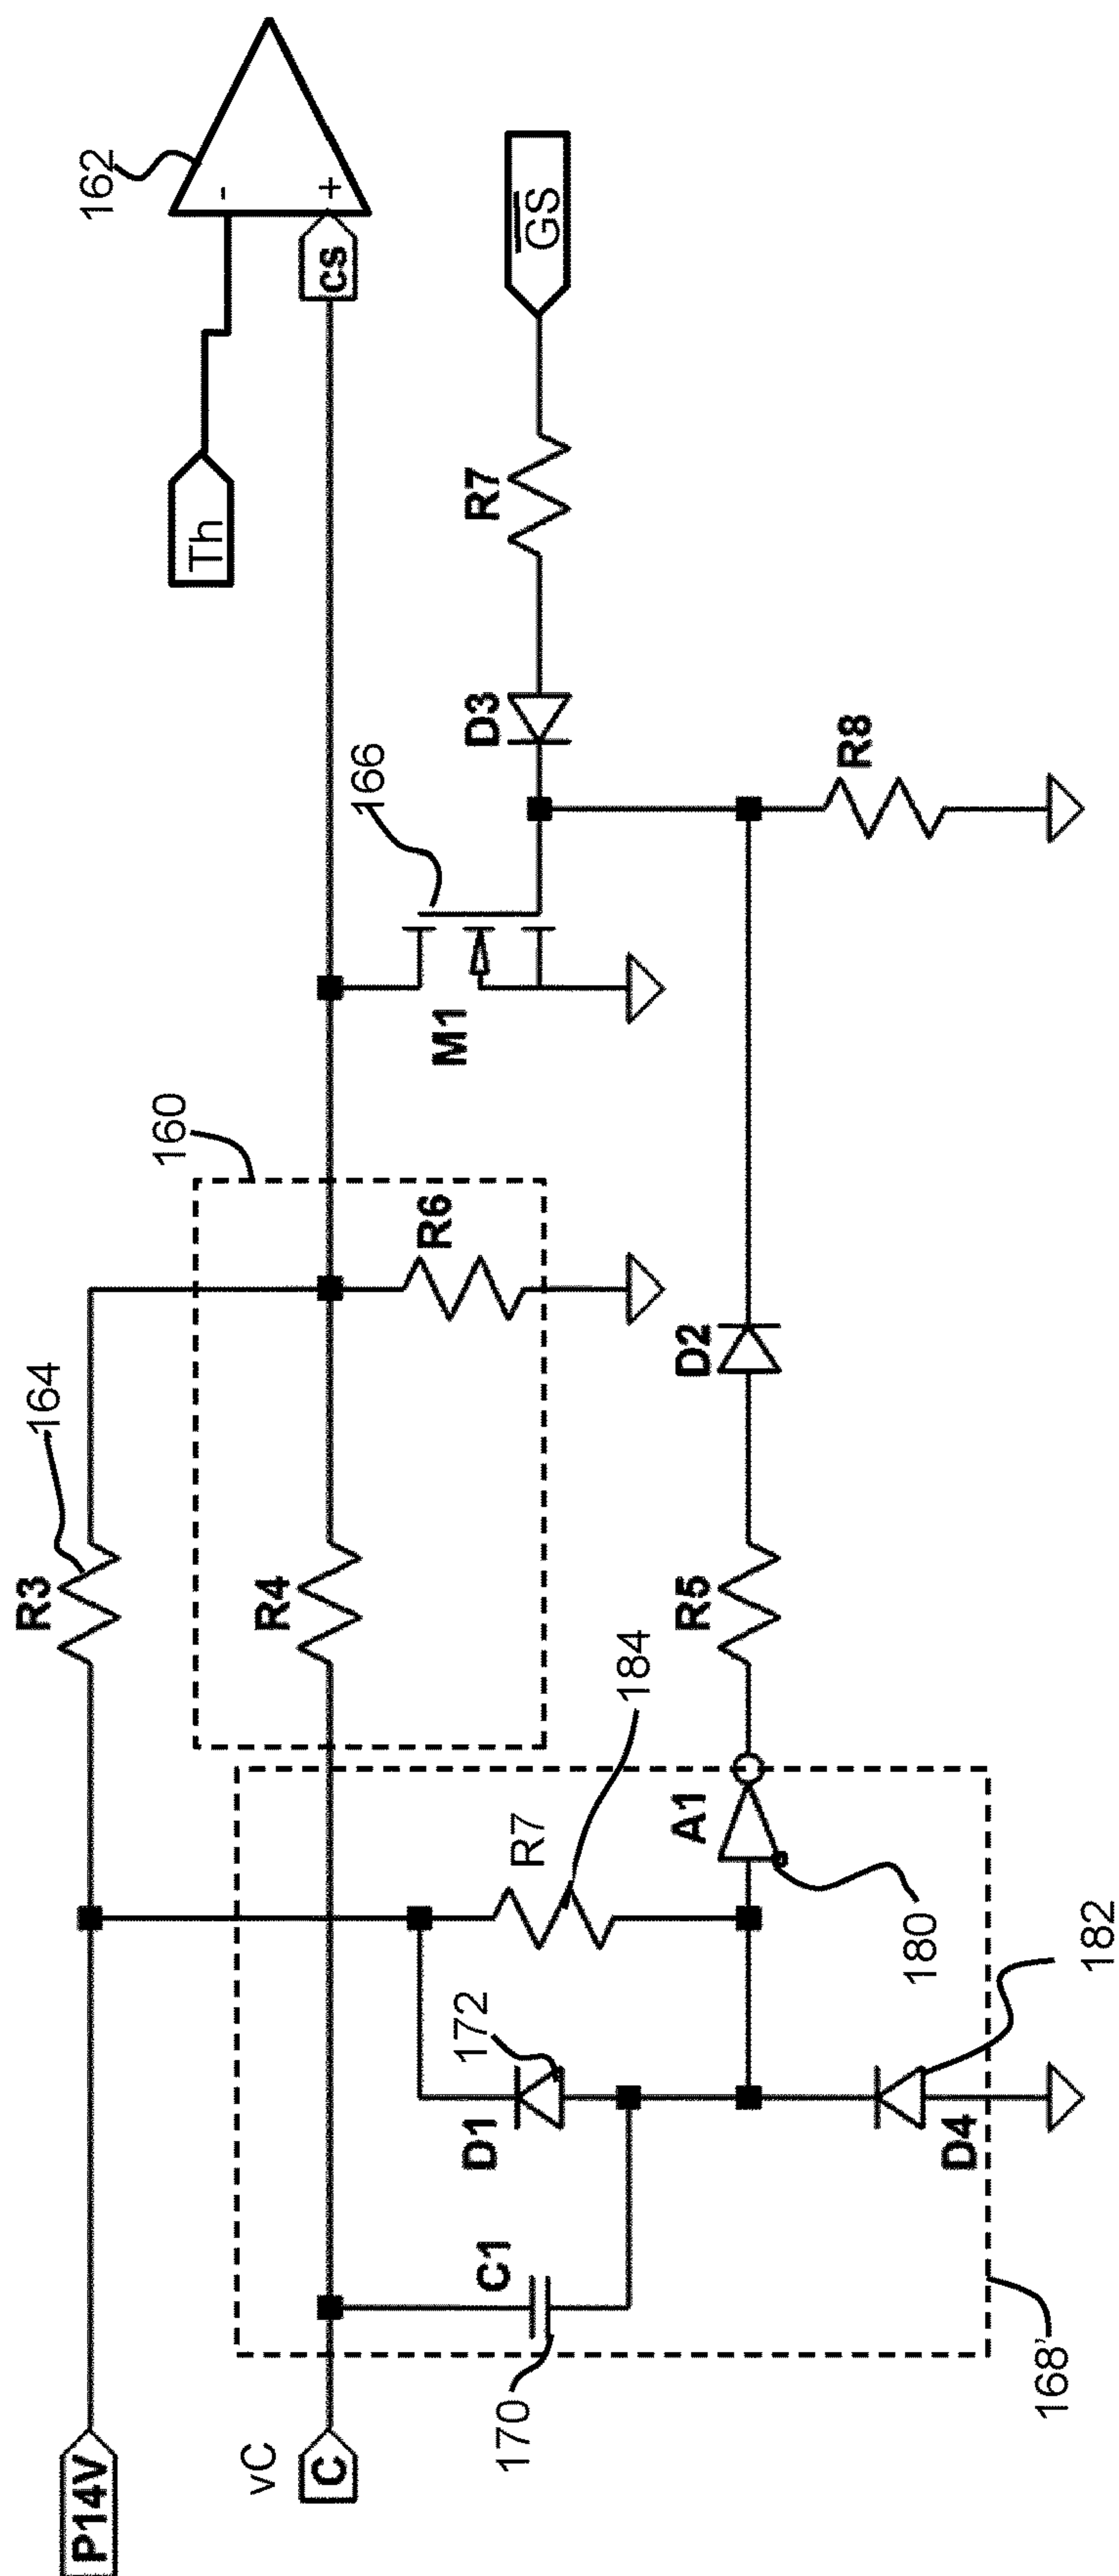 P14V
R3
164
vC
C
R4
160
R6
cs
Th
162
-
+
166
M1
D3
R7
GS
R8
C1
170
D1
172
R7
184
A1
180
R5
D2
D4
182
168'